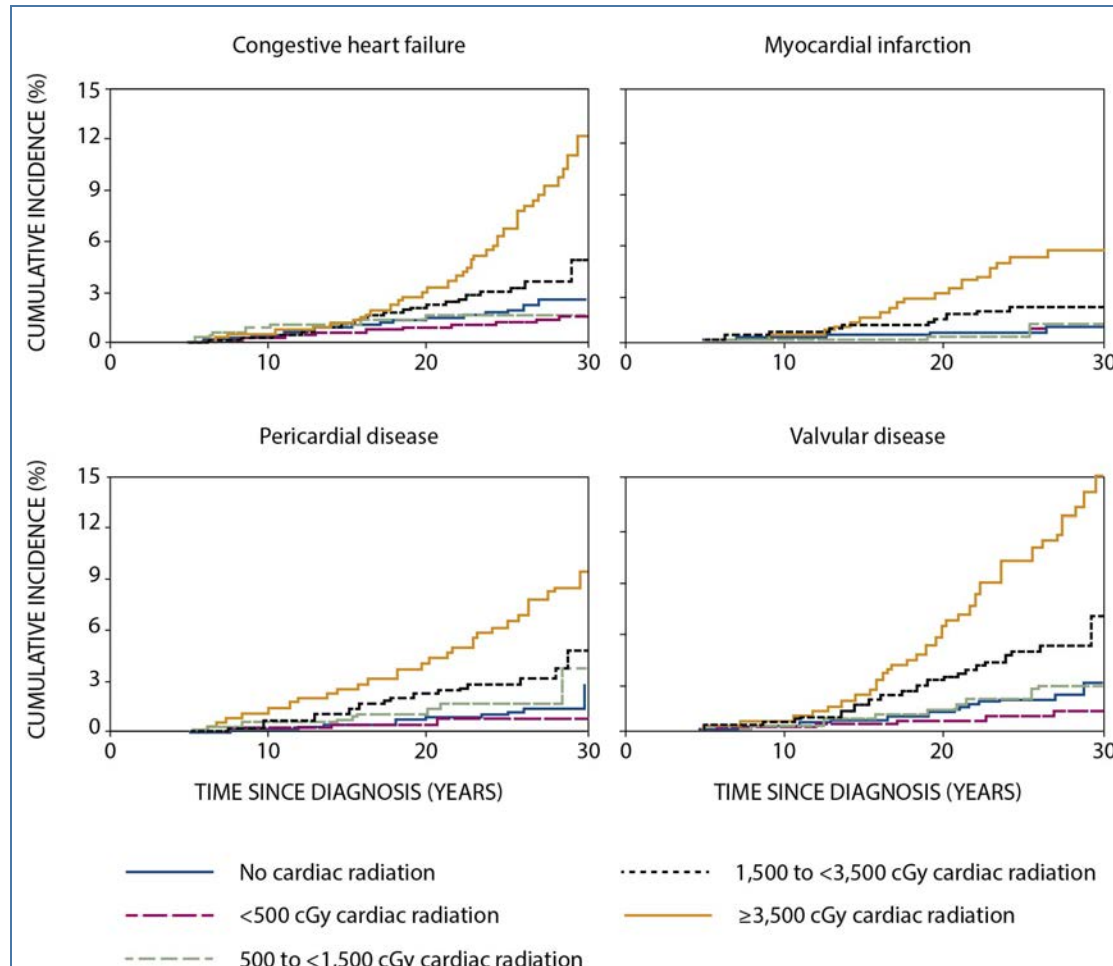 Congestive heart failure
Myocardial infarction
CUMULATIVE INCIDENCE (%)
15
12
9
6
3
0
0
10
20
30
0
10
20
30
Pericardial disease
Valvular disease
CUMULATIVE INCIDENCE (%)
15
12
9
6
3
0
0
10
20
30
0
10
20
30
TIME SINCE DIAGNOSIS (YEARS)
TIME SINCE DIAGNOSIS (YEARS)
No cardiac radiation
1,500 to <3,500 cGy cardiac radiation
<500 cGy cardiac radiation
≥3,500 cGy cardiac radiation
500 to <1,500 cGy cardiac radiation